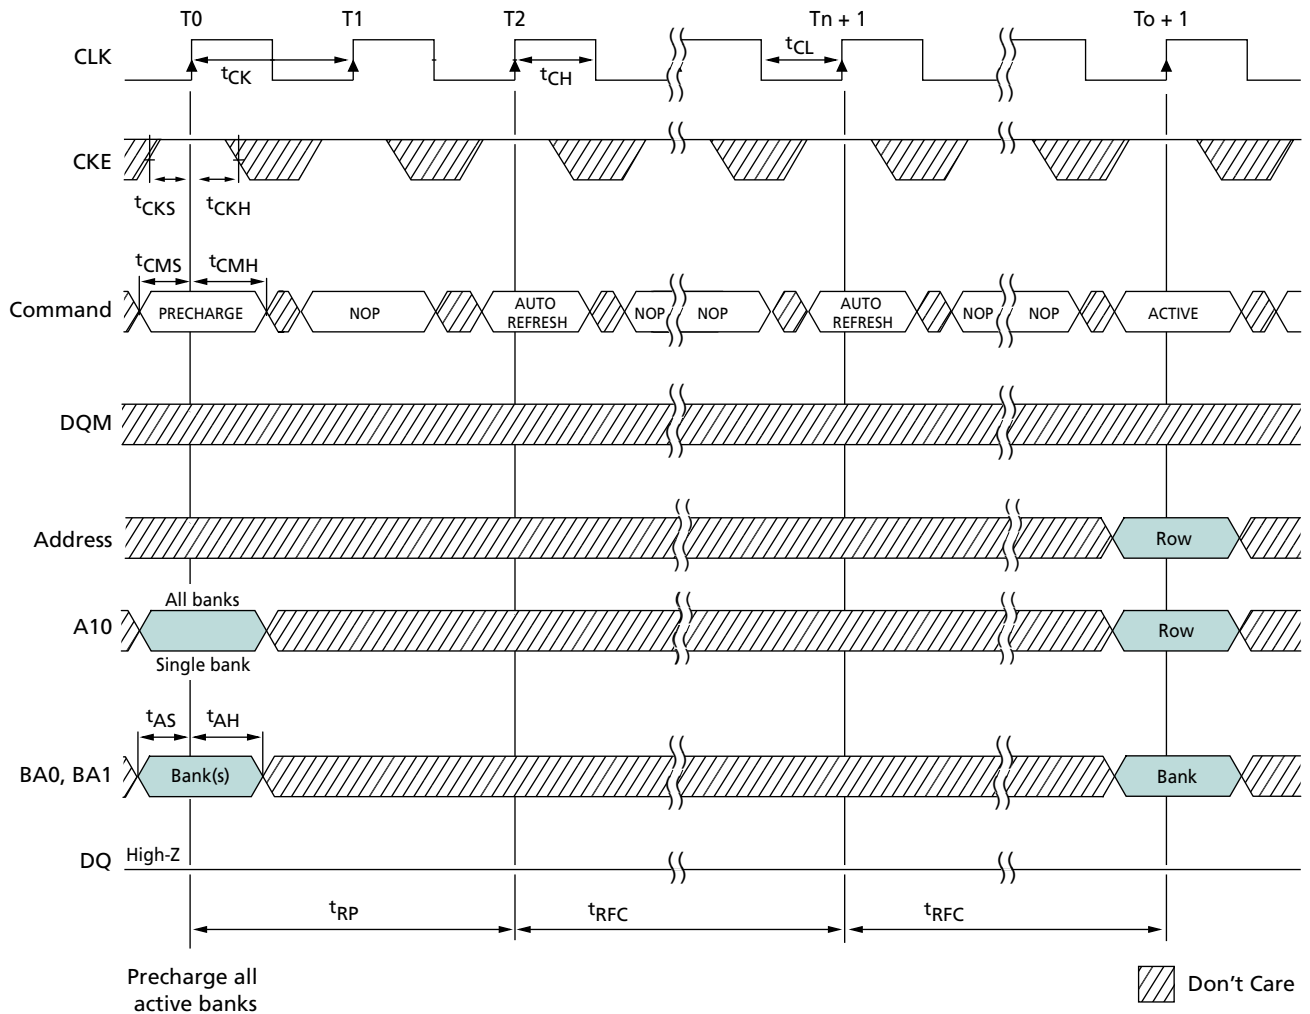 T0 T1 T2 Tn + 1 To + 1
CLK
tCK tCH tCL
CKE
tCKS tCKH
tCMS tCMH
Command PRECHARGE NOP AUTO REFRESH NOP NOP AUTO REFRESH NOP NOP ACTIVE
DQM
Address Row
All banks
A10 Row
Single bank
tAS tAH
BA0, BA1 Bank(s) Bank
DQ High-Z
tRP tRFC tRFC
Precharge all
active banks
Don't Care